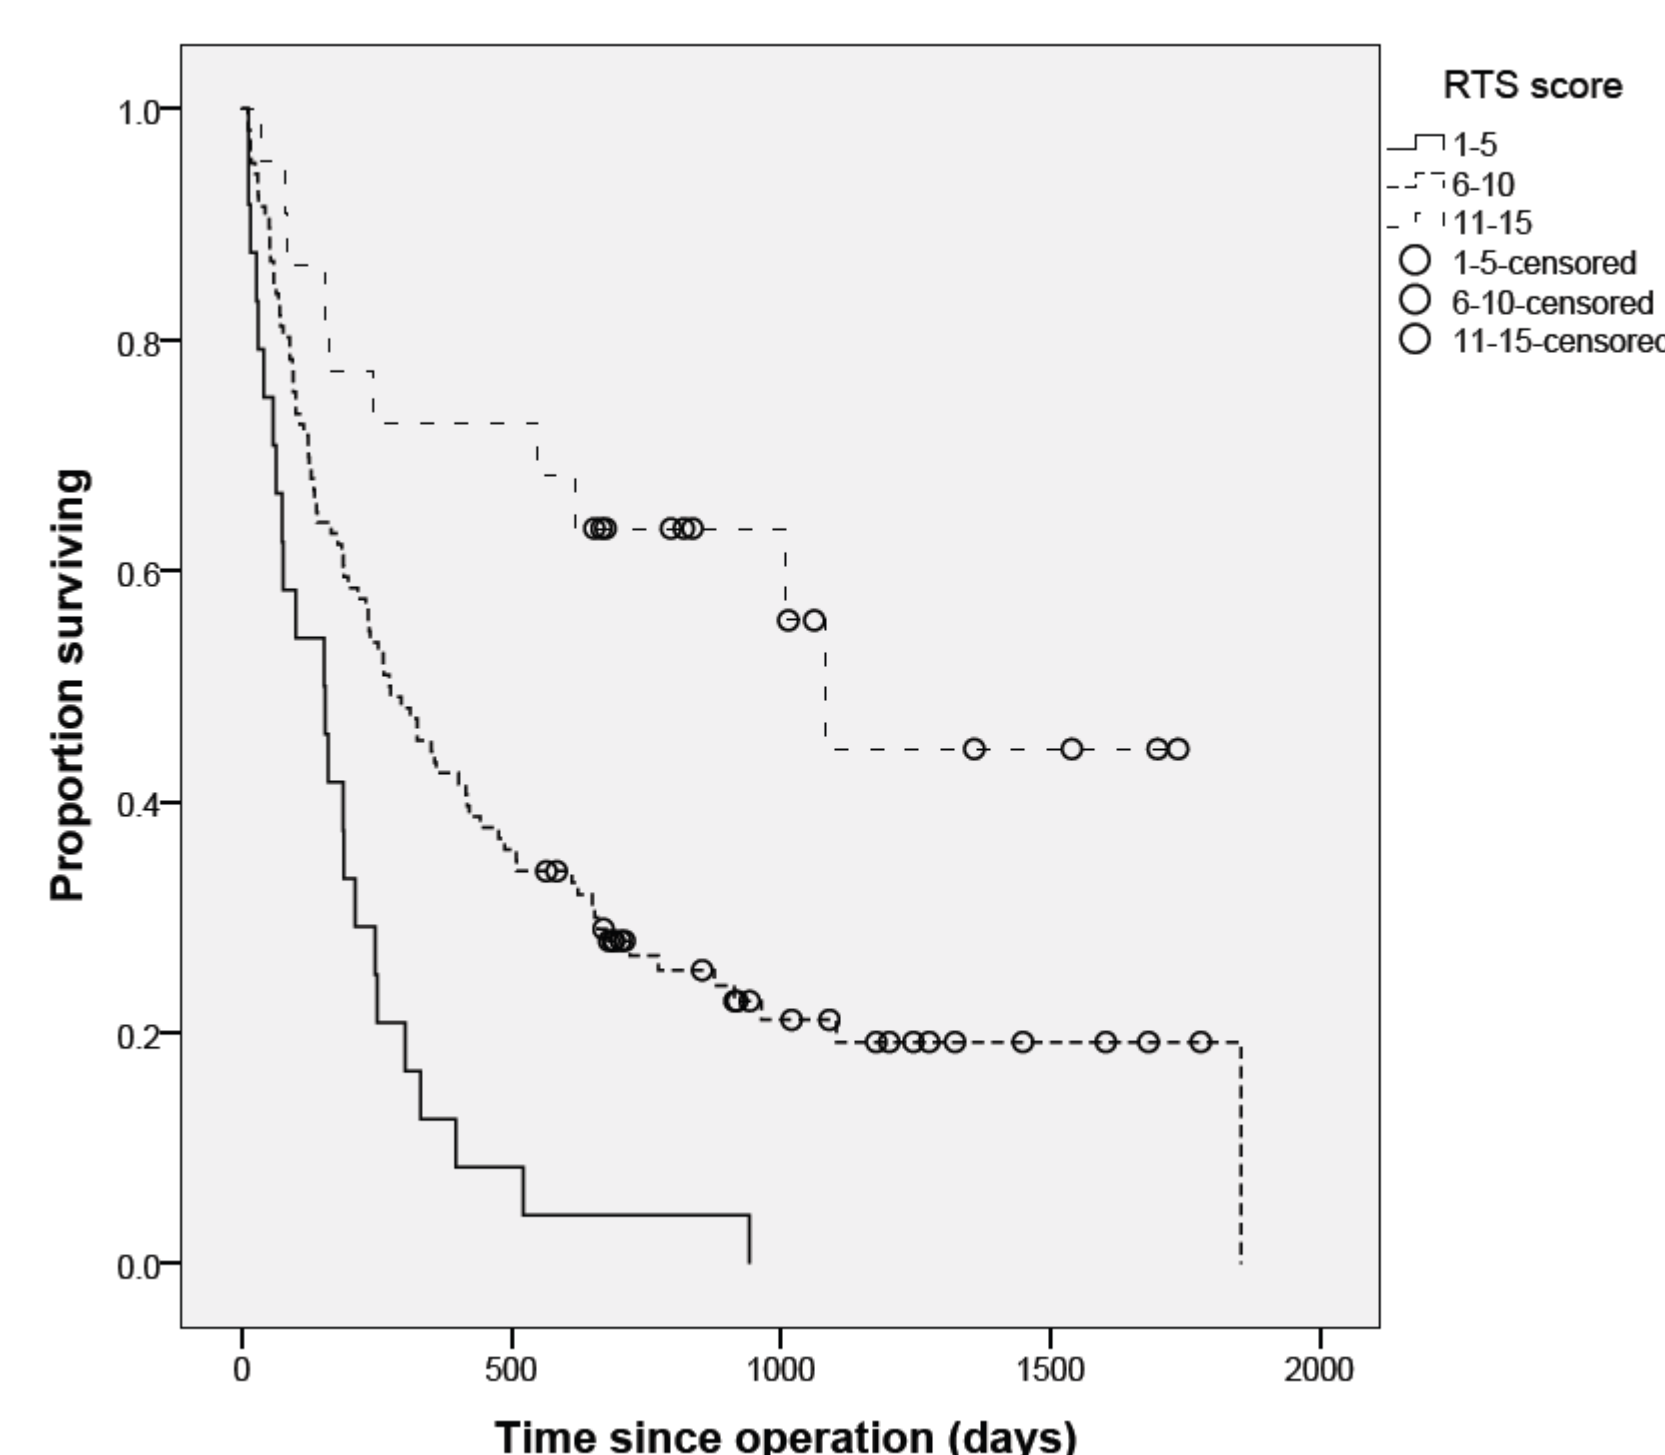 RTS score
1-5
6-10
11-15
1-5-censored
6-10-censored
11-15-censored
Proportion surviving
1.0
0.8
0.6
0.4
0.2
0.0
0 500 1000 1500 2000
Time since operation (days)